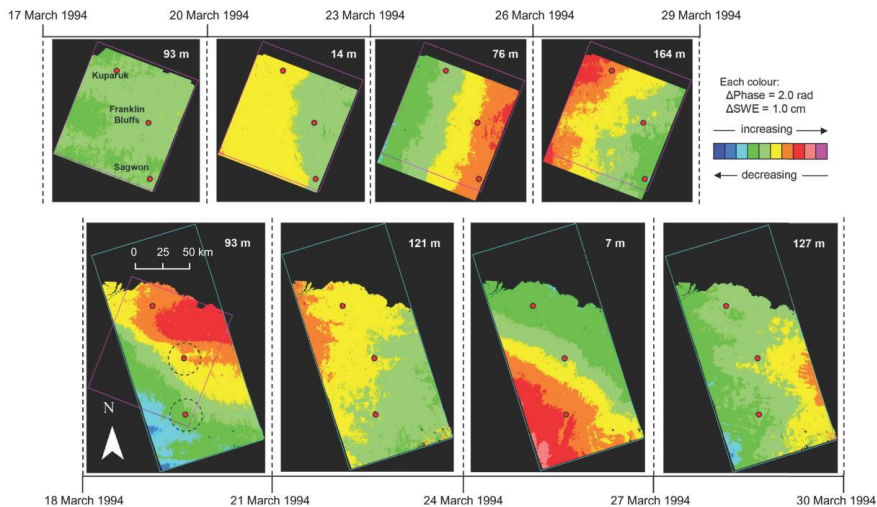 17 March 1994
20 March 1994
23 March 1994
26 March 1994
29 March 1994
93 m
14 m
76 m
164 m
Kuparuk
Franklin
Bluffs
Sagwon
Each colour:
ΔPhase = 2.0 rad
ΔSWE = 1.0 cm
increasing
decreasing
0 25 50 km
93 m
121 m
7 m
127 m
N
18 March 1994
21 March 1994
24 March 1994
27 March 1994
30 March 1994